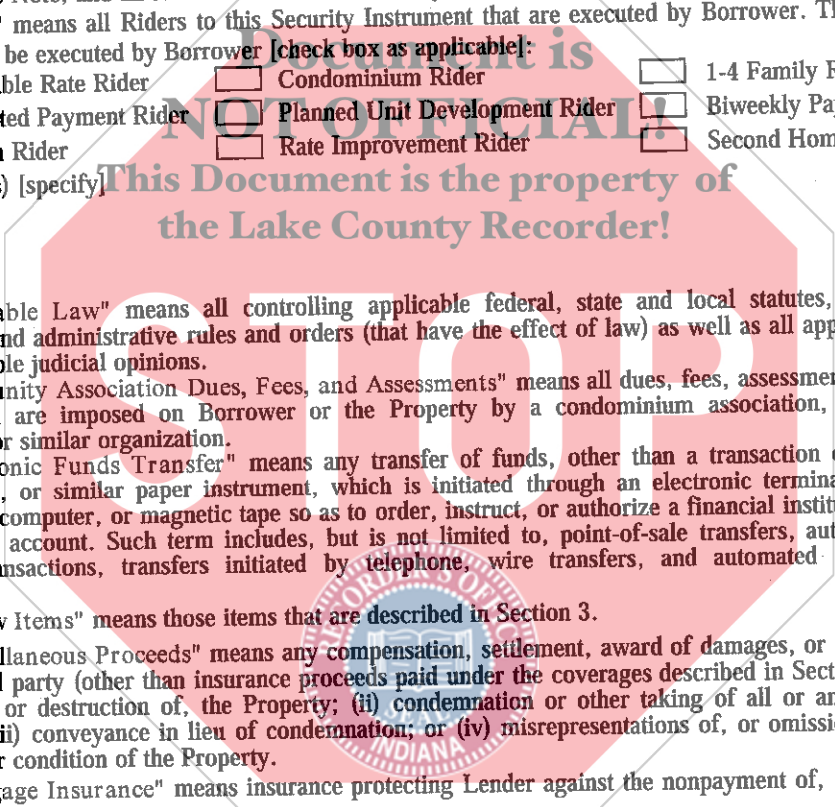 " means all Riders to this Security Instrument that are executed by Borrower. Th
be executed by Borrower [check box as applicable]:
Document is
ble Rate Rider Condominium Rider 1-4 Family R
NOT OFFICIAL!
ted Payment Rider Planned Unit Development Rider Biweekly Pa
Rider Rate Improvement Rider Second Hom
) [specify]
This Document is the property of
the Lake County Recorder!
STOP
able Law" means all controlling applicable federal, state and local statutes,
nd administrative rules and orders (that have the effect of law) as well as all app
le judicial opinions.
nity Association Dues, Fees, and Assessments" means all dues, fees, assessmen
are imposed on Borrower or the Property by a condominium association,
r similar organization.
onic Funds Transfer" means any transfer of funds, other than a transaction
, or similar paper instrument, which is initiated through an electronic termina
computer, or magnetic tape so as to order, instruct, or authorize a financial institu
account. Such term includes, but is not limited to, point-of-sale transfers, aut
nsactions, transfers initiated by telephone, wire transfers, and automated
Items" means those items that are described in Section 3.
llaneous Proceeds" means any compensation, settlement, award of damages, or
party (other than insurance proceeds paid under the coverages described in Sect
or destruction of, the Property; (ii) condemnation or other taking of all or an
ii) conveyance in lieu of condemnation; or (iv) misrepresentations of, or omissi
r condition of the Property.
RECORDER'S OFFICE
SEAL
INDIANA
gage Insurance" means insurance protecting Lender against the nonpayment of,